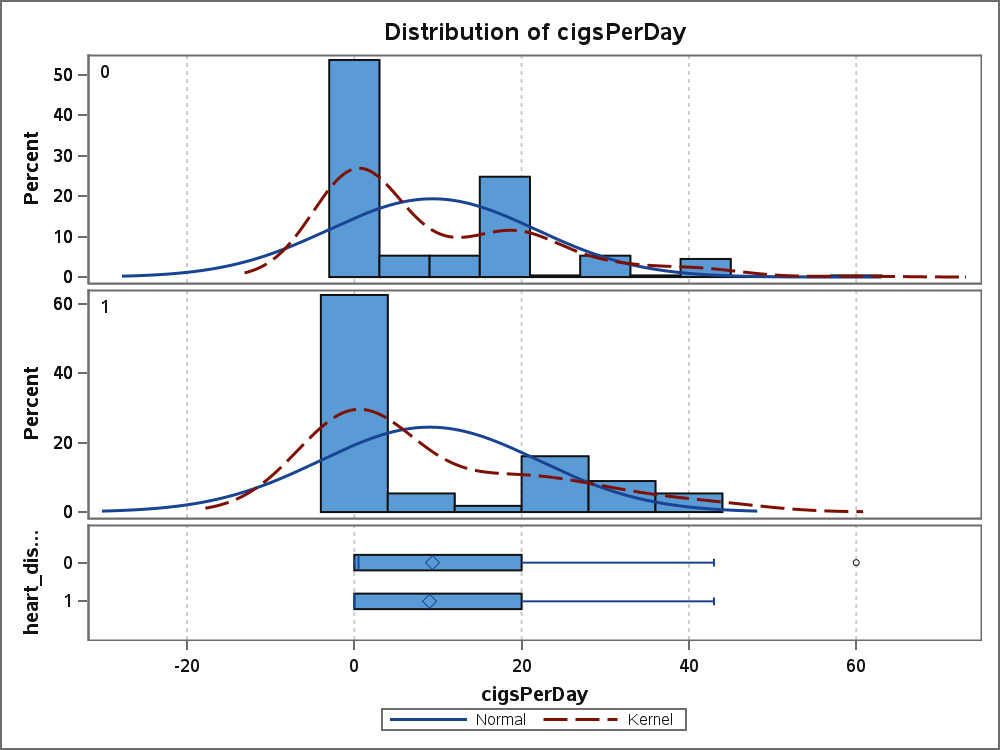 Distribution of cigsPerDay
0
Percent
50
40
30
20
10
0
1
Percent
60
40
20
0
heart_dis...
0
1
-20 0 20 40 60
cigsPerDay
Normal Kernel